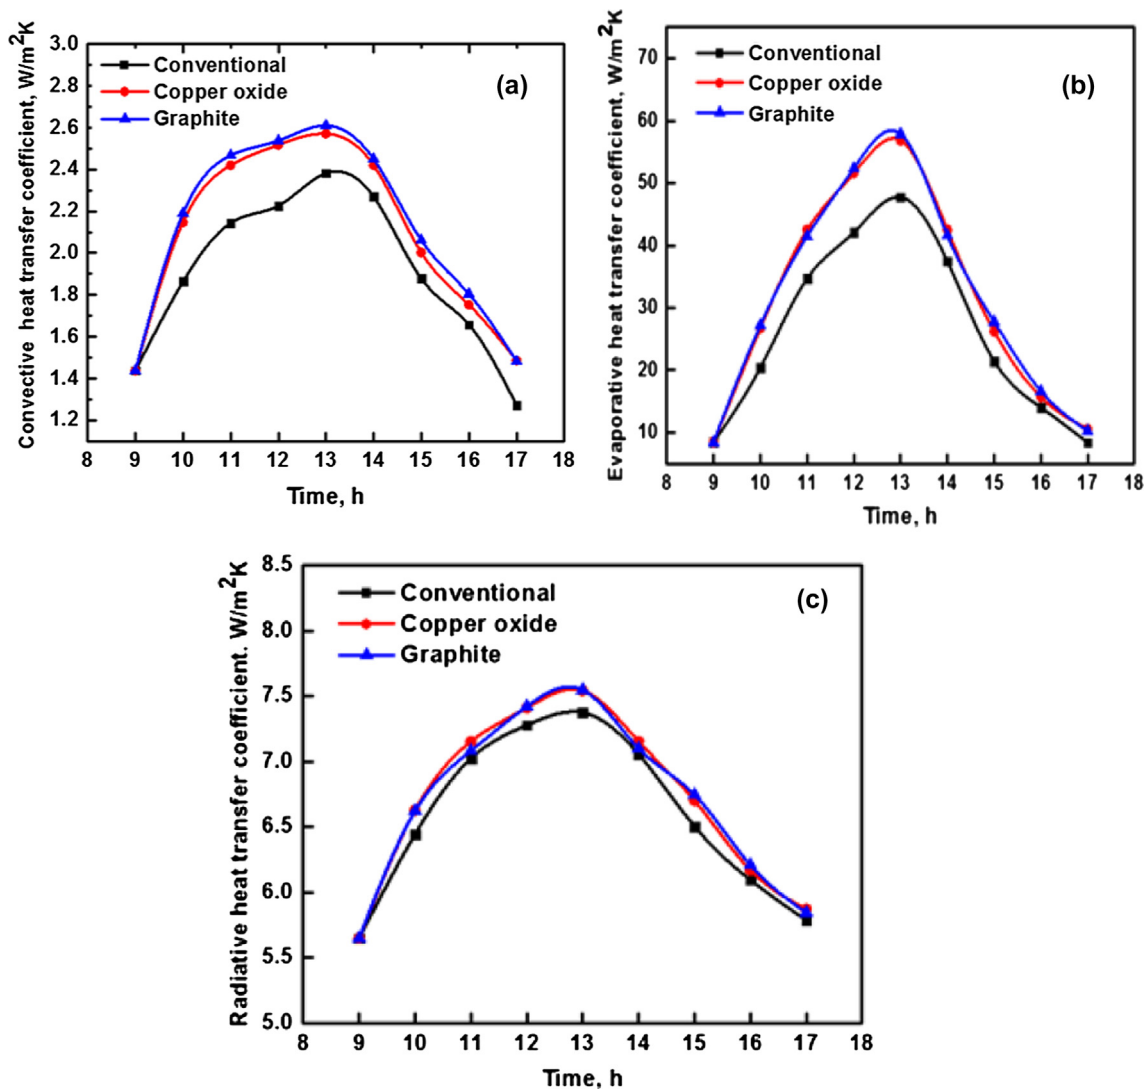 Convective heat transfer coefficient, W/m²K
3.0
2.8
2.6
2.4
2.2
2.0
1.8
1.6
1.4
1.2
Conventional
Copper oxide
Graphite
(a)
8 9 10 11 12 13 14 15 16 17 18
Time, h
Evaporative heat transfer coefficient, W/m²K
70
60
50
40
30
20
10
Conventional
Copper oxide
Graphite
(b)
8 9 10 11 12 13 14 15 16 17 18
Time, h
Radiative heat transfer coefficient. W/m²K
8.5
8.0
7.5
7.0
6.5
6.0
5.5
5.0
Conventional
Copper oxide
Graphite
(c)
8 9 10 11 12 13 14 15 16 17 18
Time, h